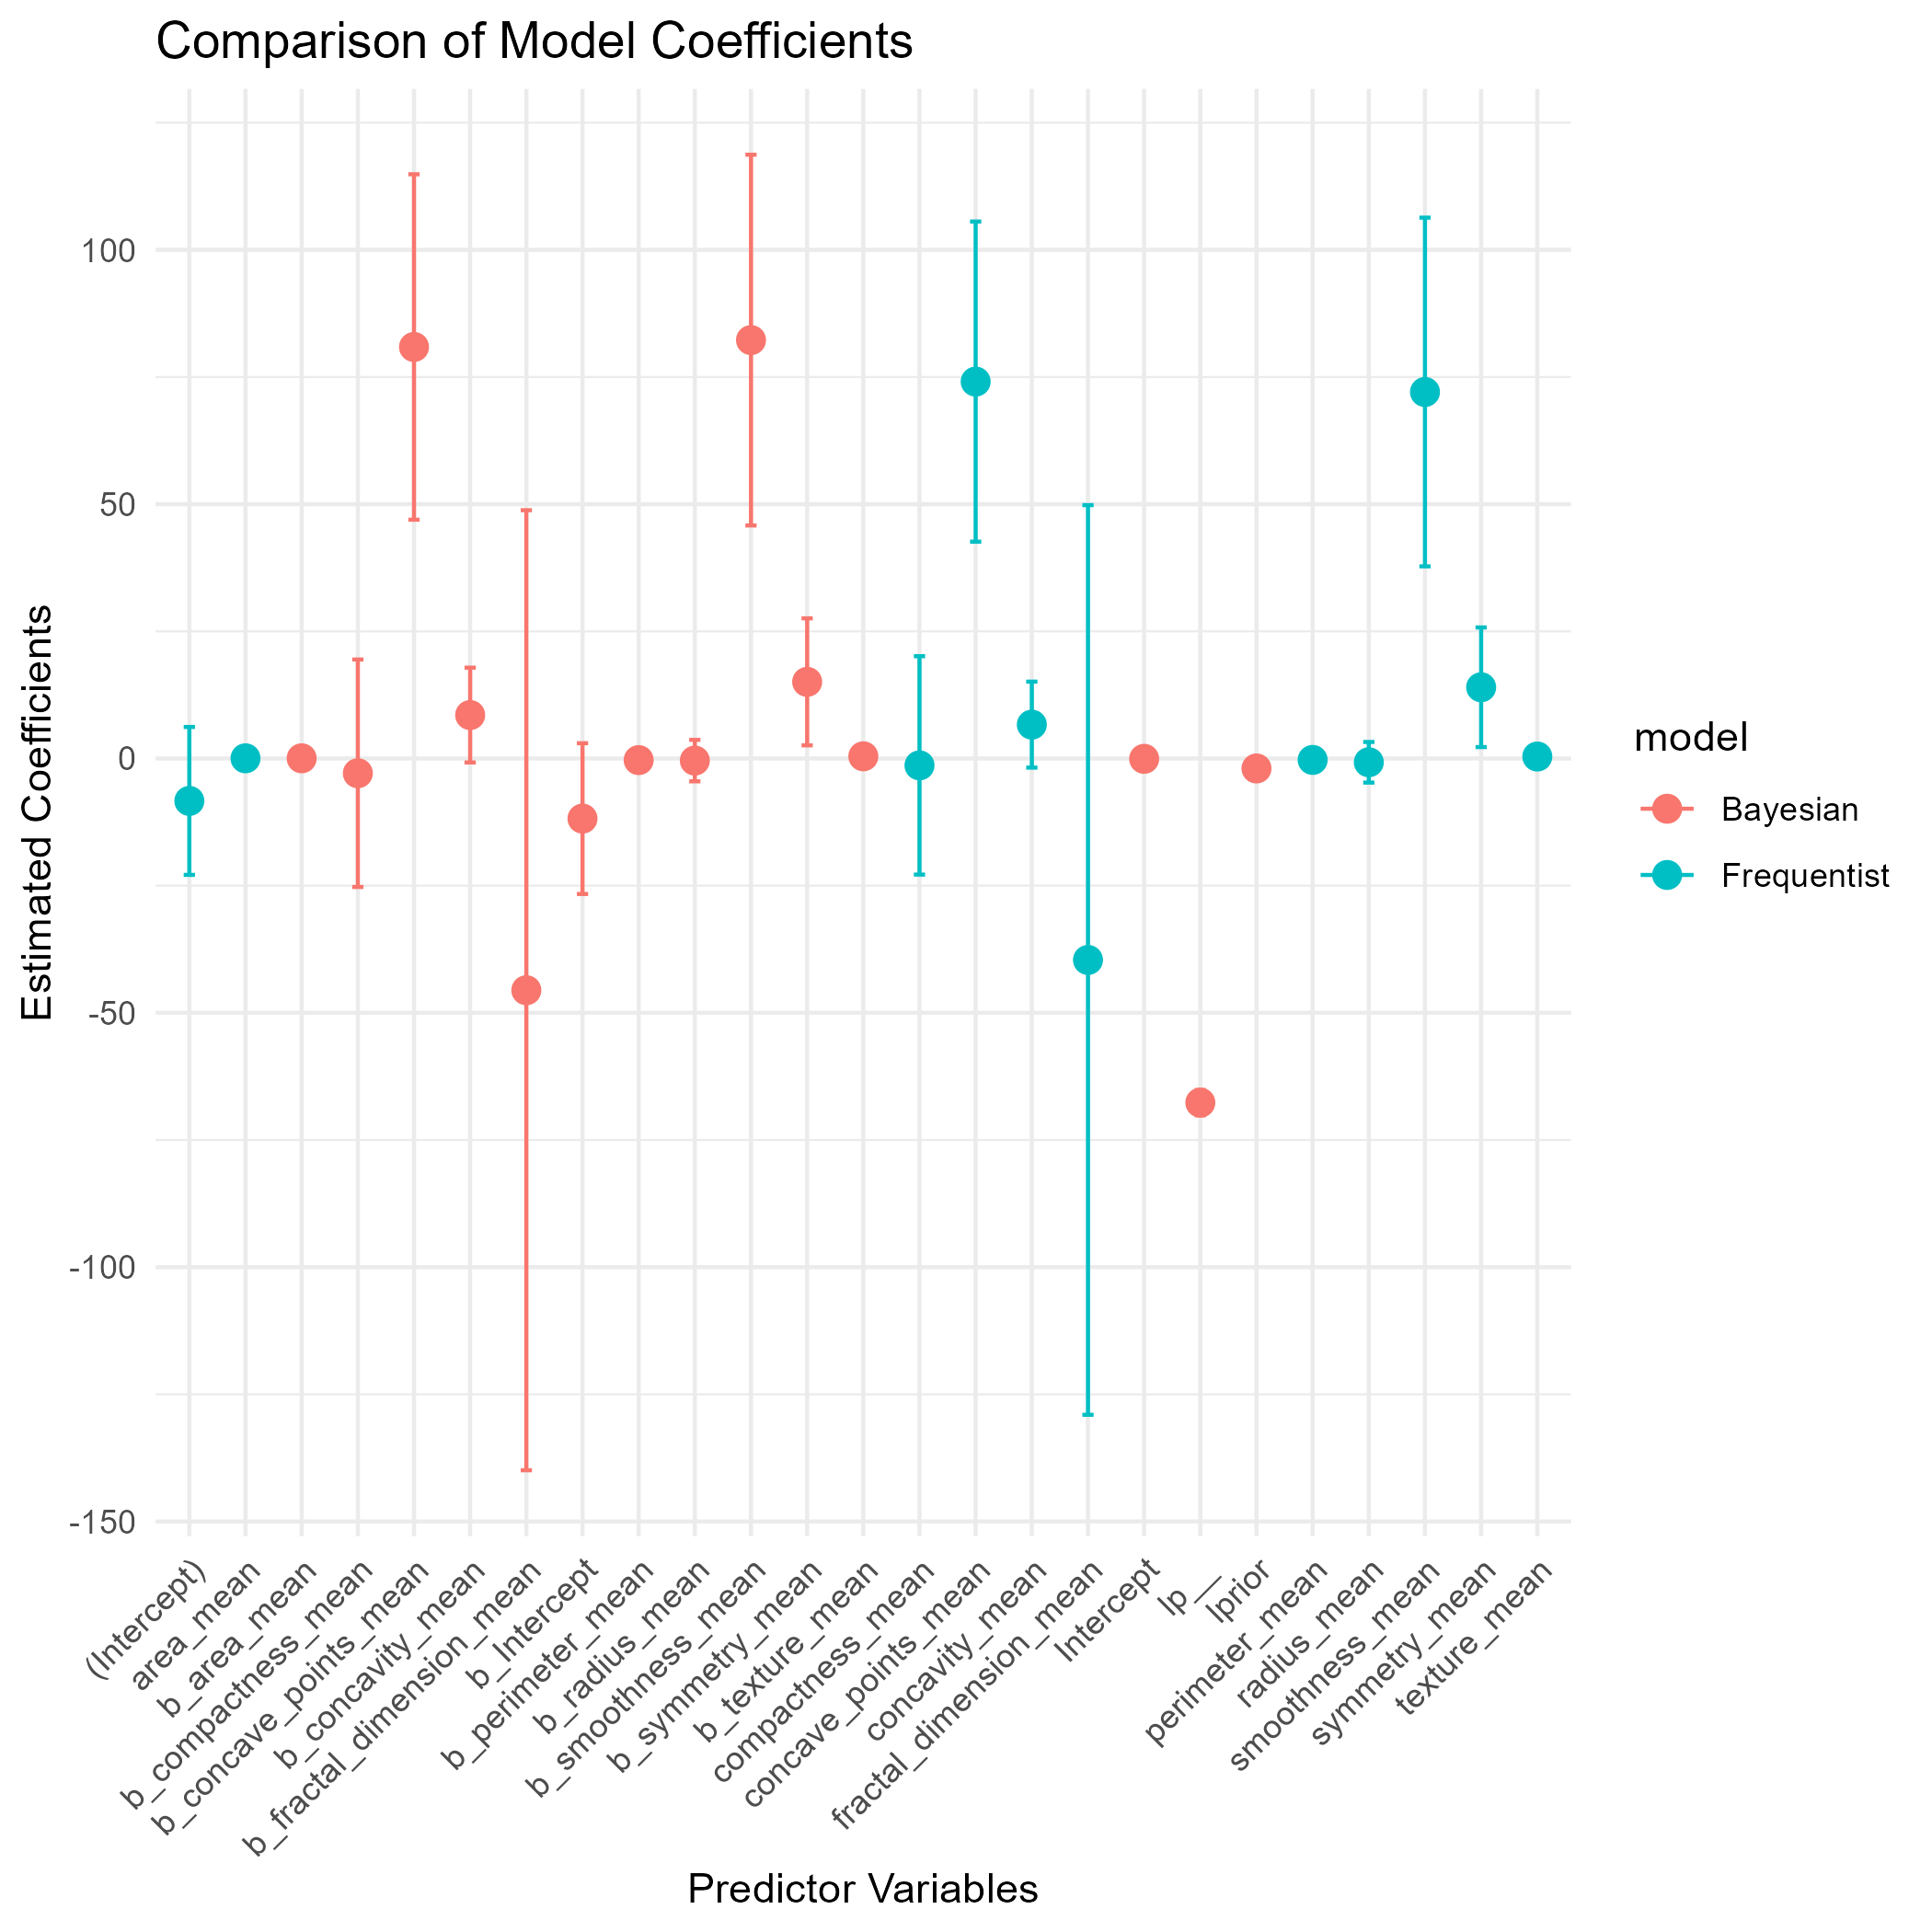 Comparison of Model Coefficients
Estimated Coefficients
100
50
0
-50
-100
-150
(Intercept)
area_mean
b_area_mean
b_compactness_mean
b_concave_points_mean
b_concavity_mean
b_fractal_dimension_mean
b_Intercept
b_perimeter_mean
b_radius_mean
b_smoothness_mean
b_symmetry_mean
b_texture_mean
compactness_mean
concave_points_mean
concavity_mean
fractal_dimension_mean
Intercept
lp__
lprior
perimeter_mean
radius_mean
smoothness_mean
symmetry_mean
texture_mean
Predictor Variables
model
Bayesian
Frequentist